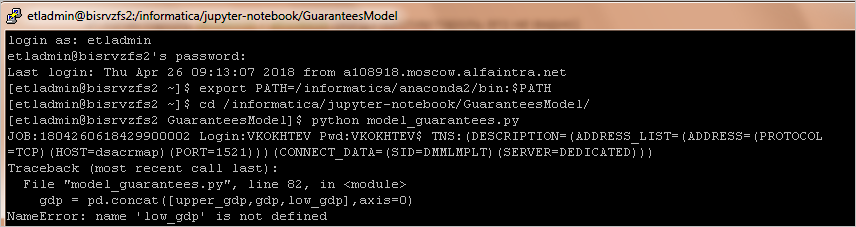 etladmin@bisrvzfs2:/informatica/jupyter-notebook/GuaranteesModel
login as: etladmin
etladmin@bisrvzfs2's password:
Last login: Thu Apr 26 09:13:07 2018 from a108918.moscow.alfaintra.net
[etladmin@bisrvzfs2 ~]$ export PATH=/informatica/anaconda2/bin:$PATH
[etladmin@bisrvzfs2 ~]$ cd /informatica/jupyter-notebook/GuaranteesModel/
[etladmin@bisrvzfs2 GuaranteesModel]$ python model_guarantees.py
JOB:1804260618429900002 Login:VKOKHTEV Pwd:VKOKHTEV$ TNS:(DESCRIPTION=(ADDRESS_LIST=(ADDRESS=(PROTOCOL
=TCP)(HOST=dsacrmap)(PORT=1521)))(CONNECT_DATA=(SID=DMMLMPLT)(SERVER=DEDICATED)))
Traceback (most recent call last):
  File "model_guarantees.py", line 82, in <module>
    gdp = pd.concat([upper_gdp,gdp,low_gdp],axis=0)
NameError: name 'low_gdp' is not defined